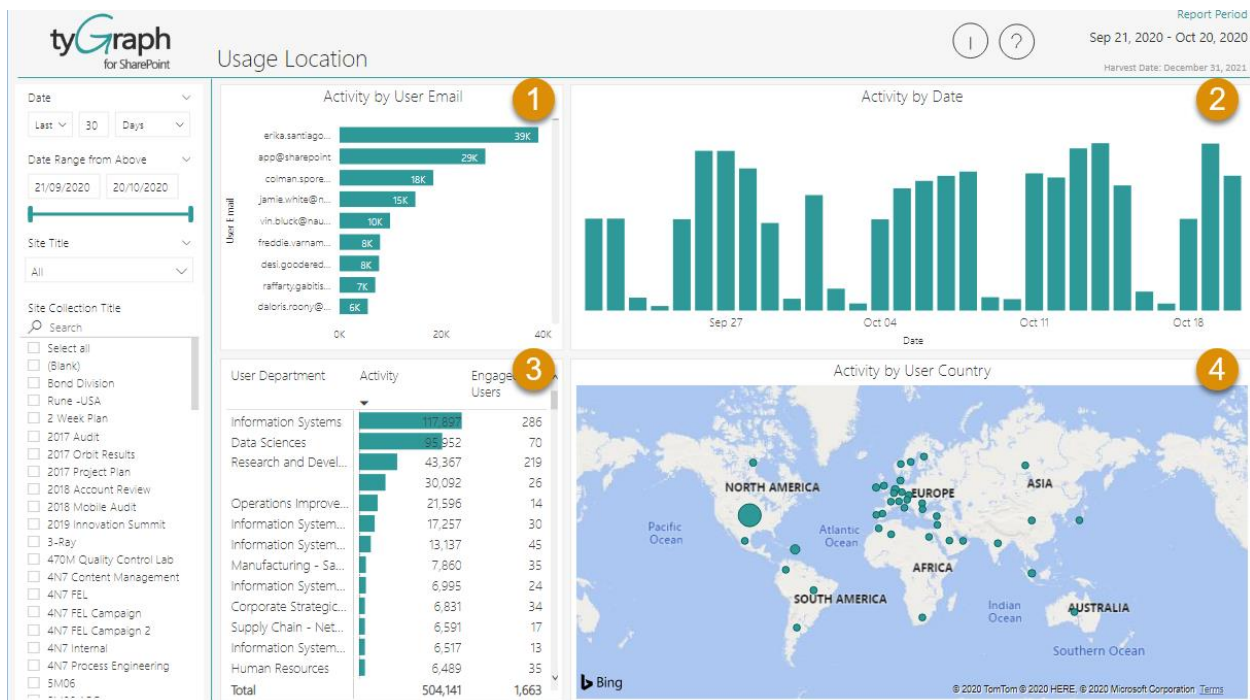 tyGraph
for SharePoint
Usage Location
Report Period
Sep 21, 2020 - Oct 20, 2020
Harvest Date: December 31, 2021
Date
Last 30 Days
Date Range from Above
21/09/2020 20/10/2020
Site Title
All
Site Collection Title
Search
Select all
(Blank)
Bond Division
Rune -USA
2 Week Plan
2017 Audit
2017 Orbit Results
2017 Project Plan
2018 Account Review
2018 Mobile Audit
2019 Innovation Summit
3-Ray
470M Quality Control Lab
4N7 Content Management
4N7 FEL
4N7 FEL Campaign
4N7 FEL Campaign 2
4N7 Internal
4N7 Process Engineering
5M06
Activity by User Email
1
User Email
erika.santiago... 39K
app@sharepoint 29K
colman.spore... 18K
jamie.white@n... 15K
vin.bluck@nau... 10K
freddie.varnam... 8K
desi.goodered... 8K
raffarty.gabitis... 7K
daloris.roony@... 6K
0K 20K 40K
Activity by Date
2
Sep 27 Oct 04 Oct 11 Oct 18
Date
3
User Department Activity Engage
Users
Information Systems 117,897 286
Data Sciences 95,952 70
Research and Devel... 43,367 219
30,092 26
Operations Improve... 21,596 14
Information System... 17,257 30
Information System... 13,137 45
Manufacturing - Sa... 7,860 35
Information System... 6,995 24
Corporate Strategic... 6,831 34
Supply Chain - Net... 6,591 17
Information System... 6,517 13
Human Resources 6,489 35
Total 504,141 1,663
Activity by User Country
4
NORTH AMERICA
EUROPE
ASIA
Pacific
Ocean
Atlantic
Ocean
AFRICA
SOUTH AMERICA
Indian
Ocean
AUSTRALIA
Southern Ocean
Bing
© 2020 TomTom © 2020 HERE, © 2020 Microsoft Corporation Terms